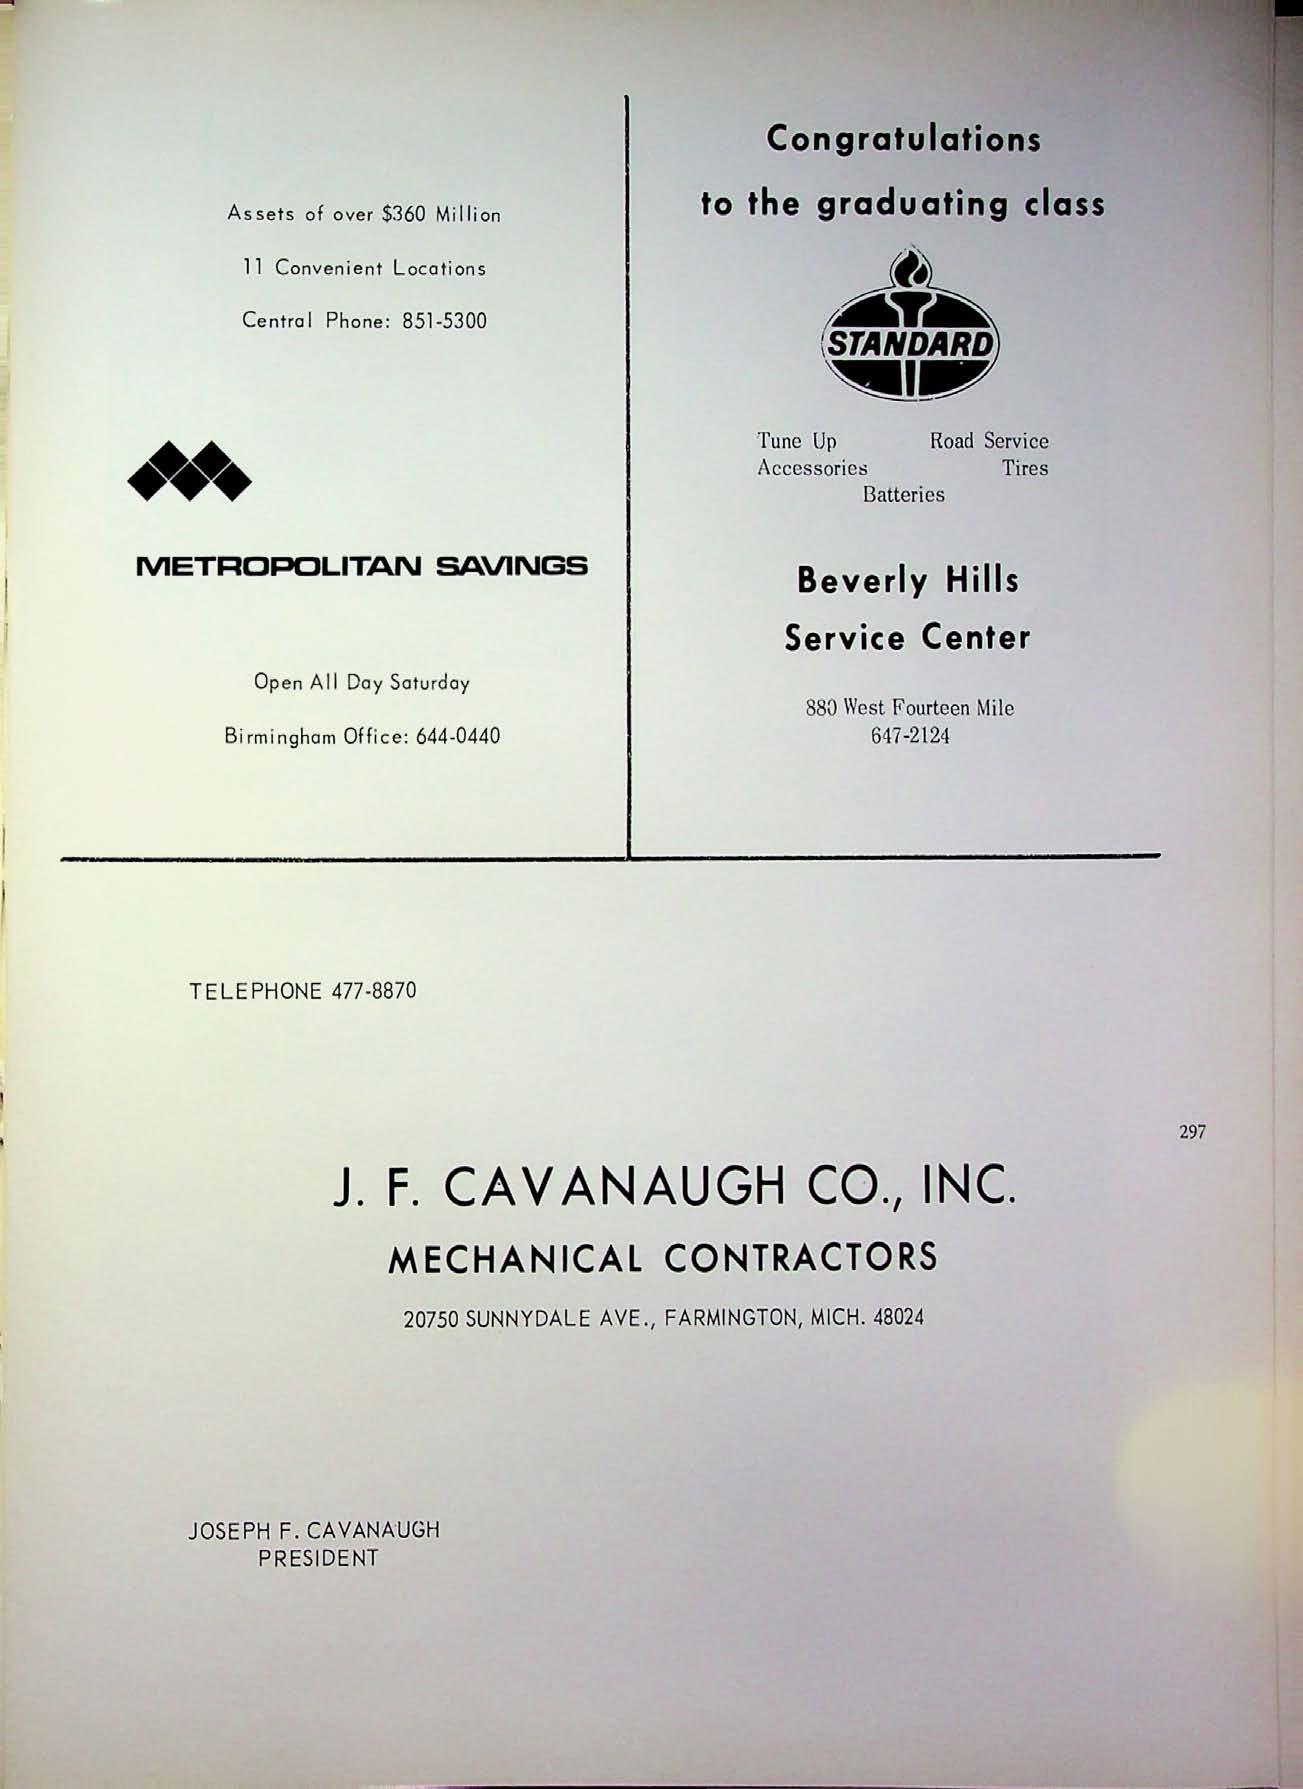 Assets of over $360 Million
11 Convenient Locations
Central Phone: 851-5300
METROPOLITAN SAVINGS
Open All Day Saturday
Birmingham Office: 644-0440
Congratulations
to the graduating class
STANDARD
Tune Up Road Service
Accessories Tires
Batteries
Beverly Hills
Service Center
880 West Fourteen Mile
647-2124
TELEPHONE 477-8870
297
J. F. CAVANAUGH CO., INC.
MECHANICAL CONTRACTORS
20750 SUNNYDALE AVE., FARMINGTON, MICH. 48024
JOSEPH F. CAVANAUGH
PRESIDENT